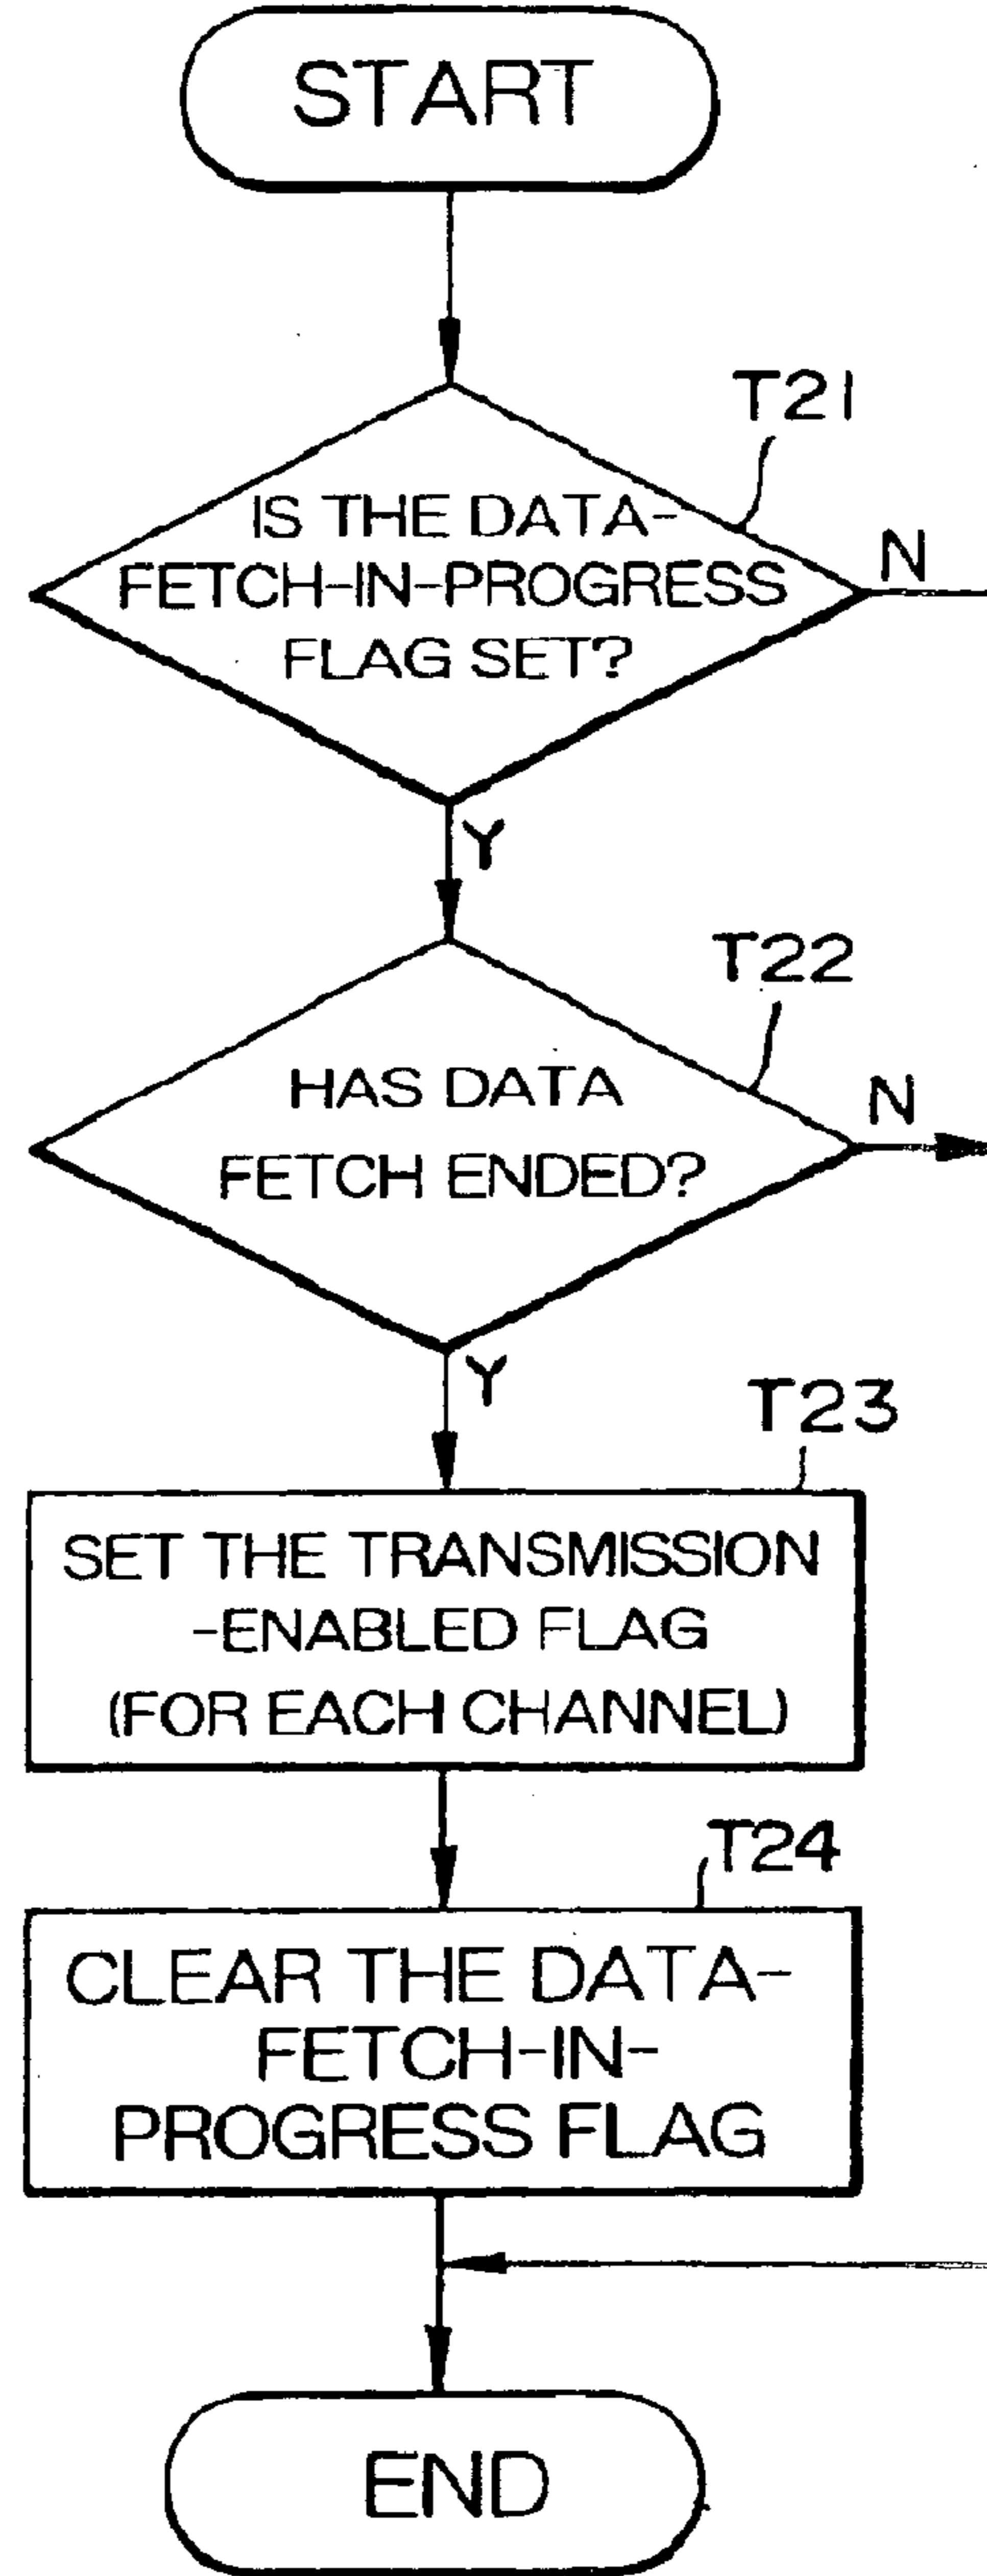 START
T21
IS THE DATA-
FETCH-IN-PROGRESS
FLAG SET?
N
Y
T22
HAS DATA
FETCH ENDED?
N
Y
T23
SET THE TRANSMISSION
-ENABLED FLAG
(FOR EACH CHANNEL)
T24
CLEAR THE DATA-
FETCH-IN-
PROGRESS FLAG
END